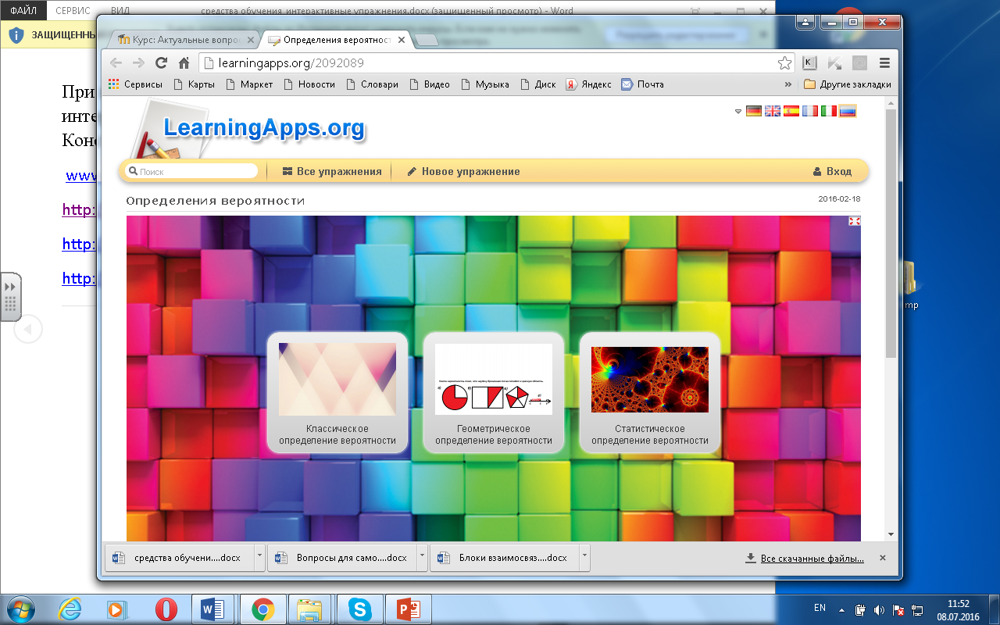 ФАЙЛ СЕРВИС ВИД средства обучения_интерактивные упражнения.docx (защищенный просмотр) - Word
ЗАЩИЩЕННЫ
При
инте
Конс
www
http:
http:
http:
Курс: Актуальные вопро
Определения вероятност
learningapps.org/2092089
Сервисы Карты Маркет Новости Словари Видео Музыка Диск Яндекс Почта » Другие закладки
LearningApps.org
Поиск Все упражнения Новое упражнение Вход
Определения вероятности 2016-02-18
Классическое
определение вероятности
Геометрическое
определение вероятности
Статистическое
определение вероятности
средства обучени....docx Вопросы для само....docx Блоки взаимосвяз....docx Все скачанные файлы...
mp
EN 11:52
08.07.2016